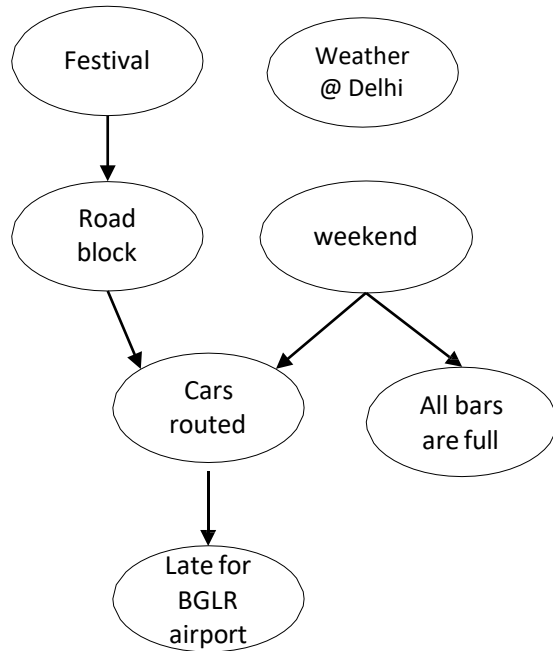 Festival
Weather
@ Delhi
Road
block
weekend
Cars
routed
All bars
are full
Late for
BGLR
airport